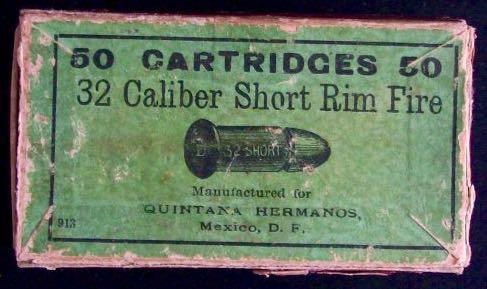 50 CARTRIDGES 50
32 Caliber Short Rim Fire
D 32 SHORT
Manufactured for
QUINTANA HERMANOS,
Mexico, D. F.
913